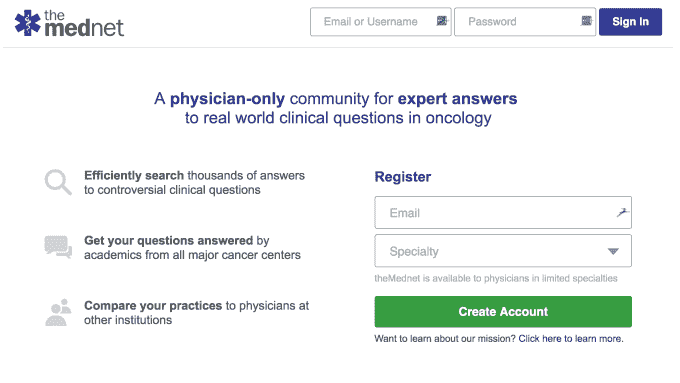 the
mednet
Email or Username
Password
Sign In
A physician-only community for expert answers
to real world clinical questions in oncology
Efficiently search thousands of answers
to controversial clinical questions
Get your questions answered by
academics from all major cancer centers
Compare your practices to physicians at
other institutions
Register
Email
Specialty
theMednet is available to physicians in limited specialties
Create Account
Want to learn about our mission? Click here to learn more.